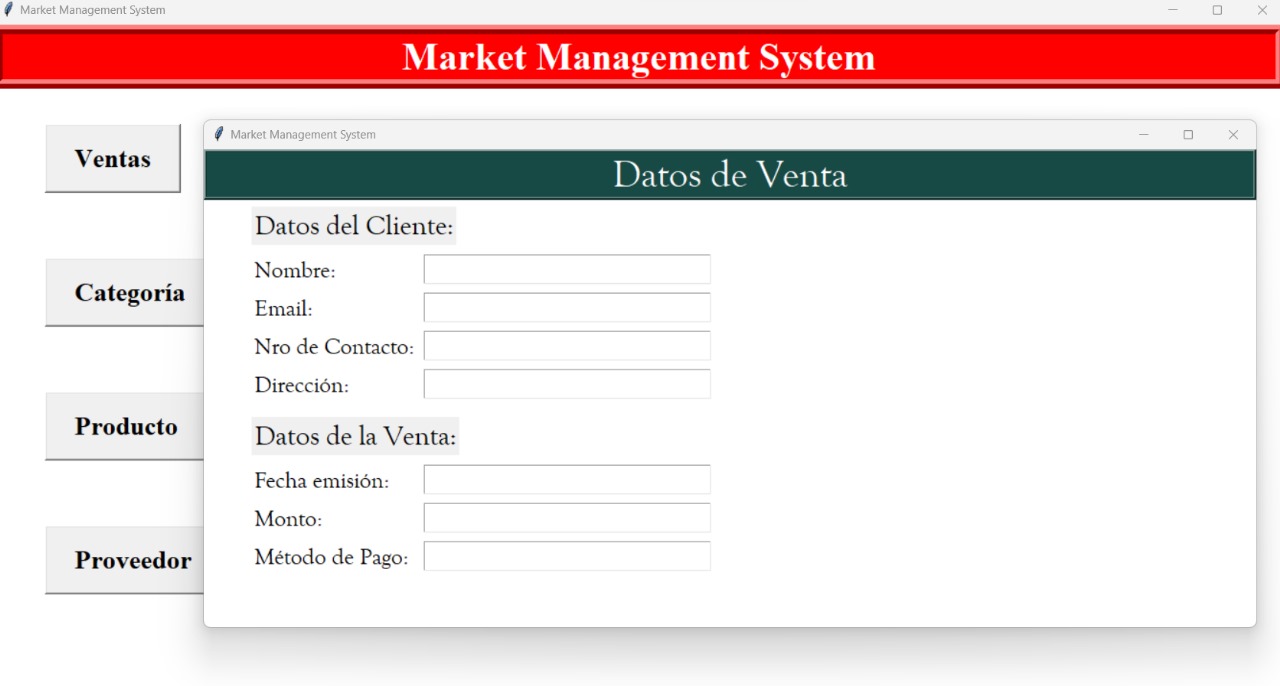 Market Management System
Market Management System
Ventas
Categoría
Producto
Proveedor
Market Management System
Datos de Venta
Datos del Cliente:
Nombre:
Email:
Nro de Contacto:
Dirección:
Datos de la Venta:
Fecha emisión:
Monto:
Método de Pago: